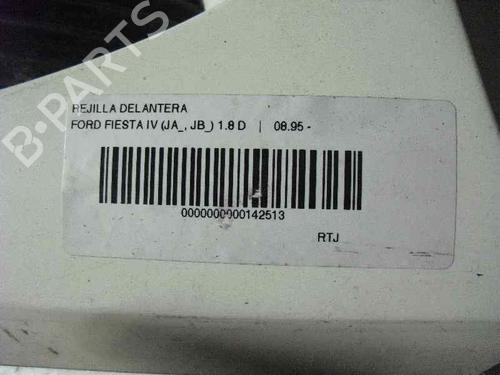 REJILLA DELANTERA
FORD FIESTA IV (JA_, JB_) 1.8 D | 08.95 -
0000000000142513
RTJ
B-PARTS